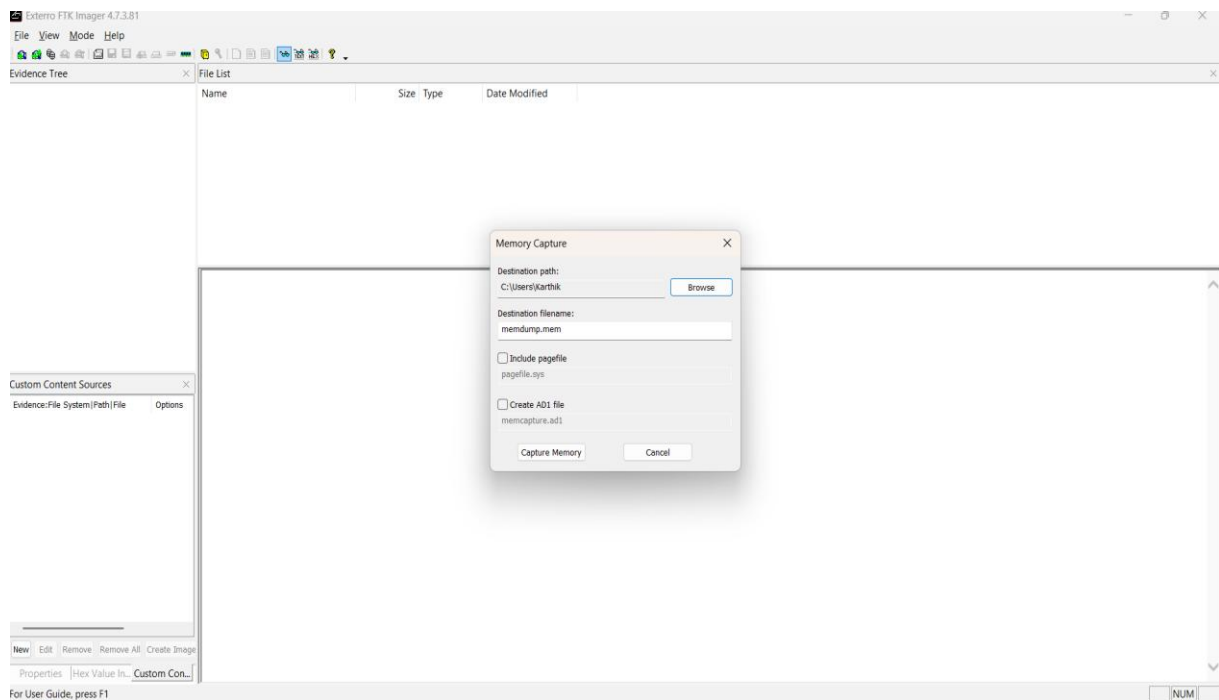 Exterro FTK Imager 4.7.3.81
File View Mode Help
Evidence Tree
File List
Name Size Type Date Modified
Memory Capture
Destination path:
C:\Users\Karthik
Browse
Destination filename:
memdump.mem
Include pagefile
pagefile.sys
Create AD1 file
memcapture.ad1
Capture Memory Cancel
Custom Content Sources
Evidence:File System|Path|File Options
New Edit Remove Remove All Create Image
Properties Hex Value In... Custom Con...
For User Guide, press F1
NUM